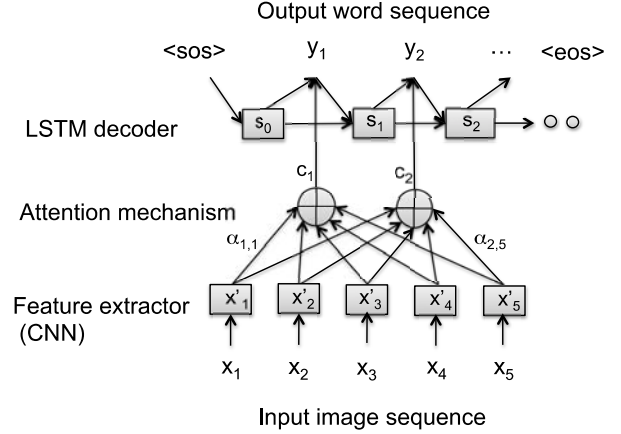 Output word sequence
<sos> y1 y2 … <eos>
LSTM decoder
s0 s1 s2
c1 c2
Attention mechanism
α1,1 α2,5
Feature extractor
(CNN)
x'1 x'2 x'3 x'4 x'5
x1 x2 x3 x4 x5
Input image sequence